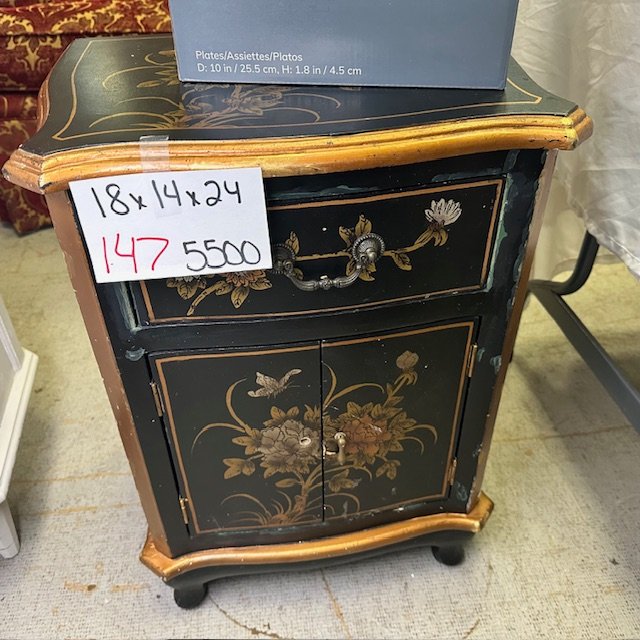 Plates/Assiettes/Platos
D: 10 in / 25.5 cm, H: 1.8 in / 4.5 cm
18x14x24
147 5500